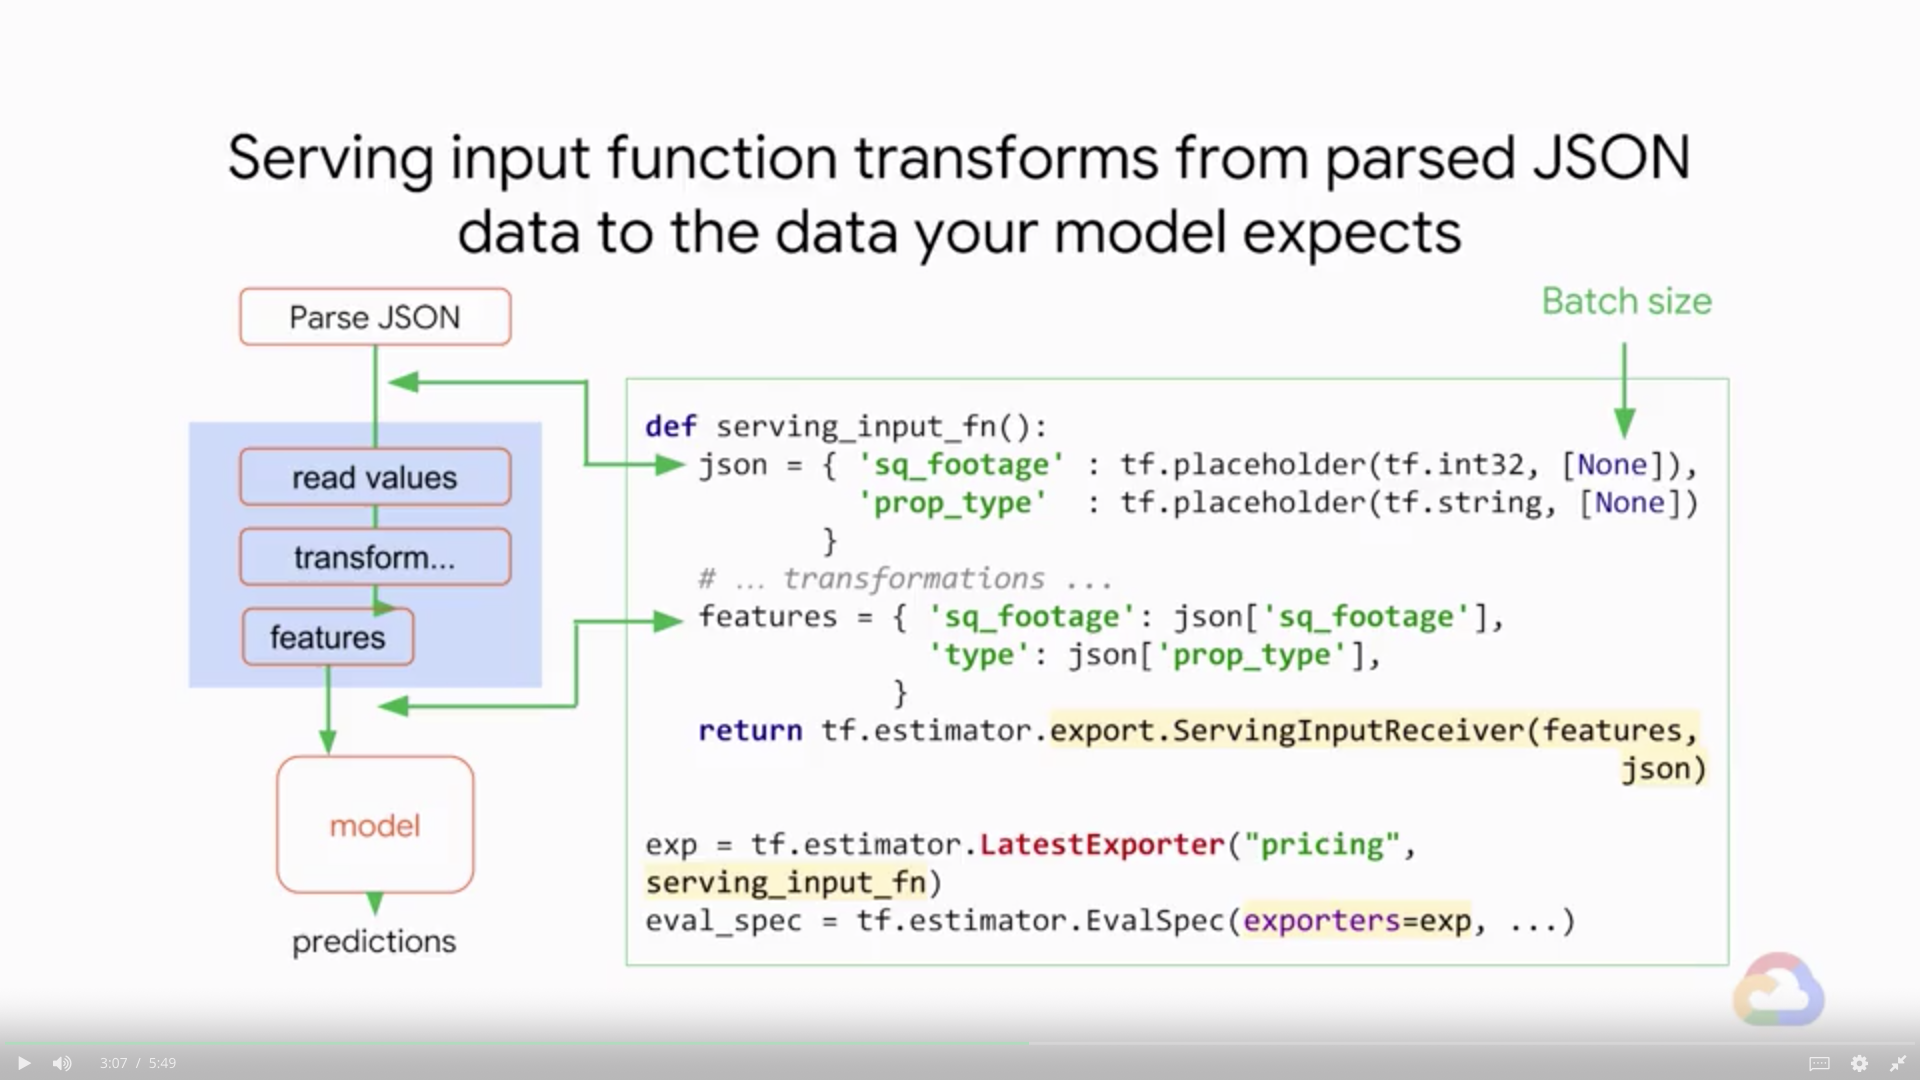 Serving input function transforms from parsed JSON
data to the data your model expects
Parse JSON
read values
transform...
features
model
predictions
Batch size
def serving_input_fn():
json = { 'sq_footage' : tf.placeholder(tf.int32, [None]),
'prop_type' : tf.placeholder(tf.string, [None])
}
# ... transformations ...
features = { 'sq_footage': json['sq_footage'],
'type': json['prop_type'],
}
return tf.estimator.export.ServingInputReceiver(features,
json)
exp = tf.estimator.LatestExporter("pricing",
serving_input_fn)
eval_spec = tf.estimator.EvalSpec(exporters=exp, ...)
3:07 / 5:49